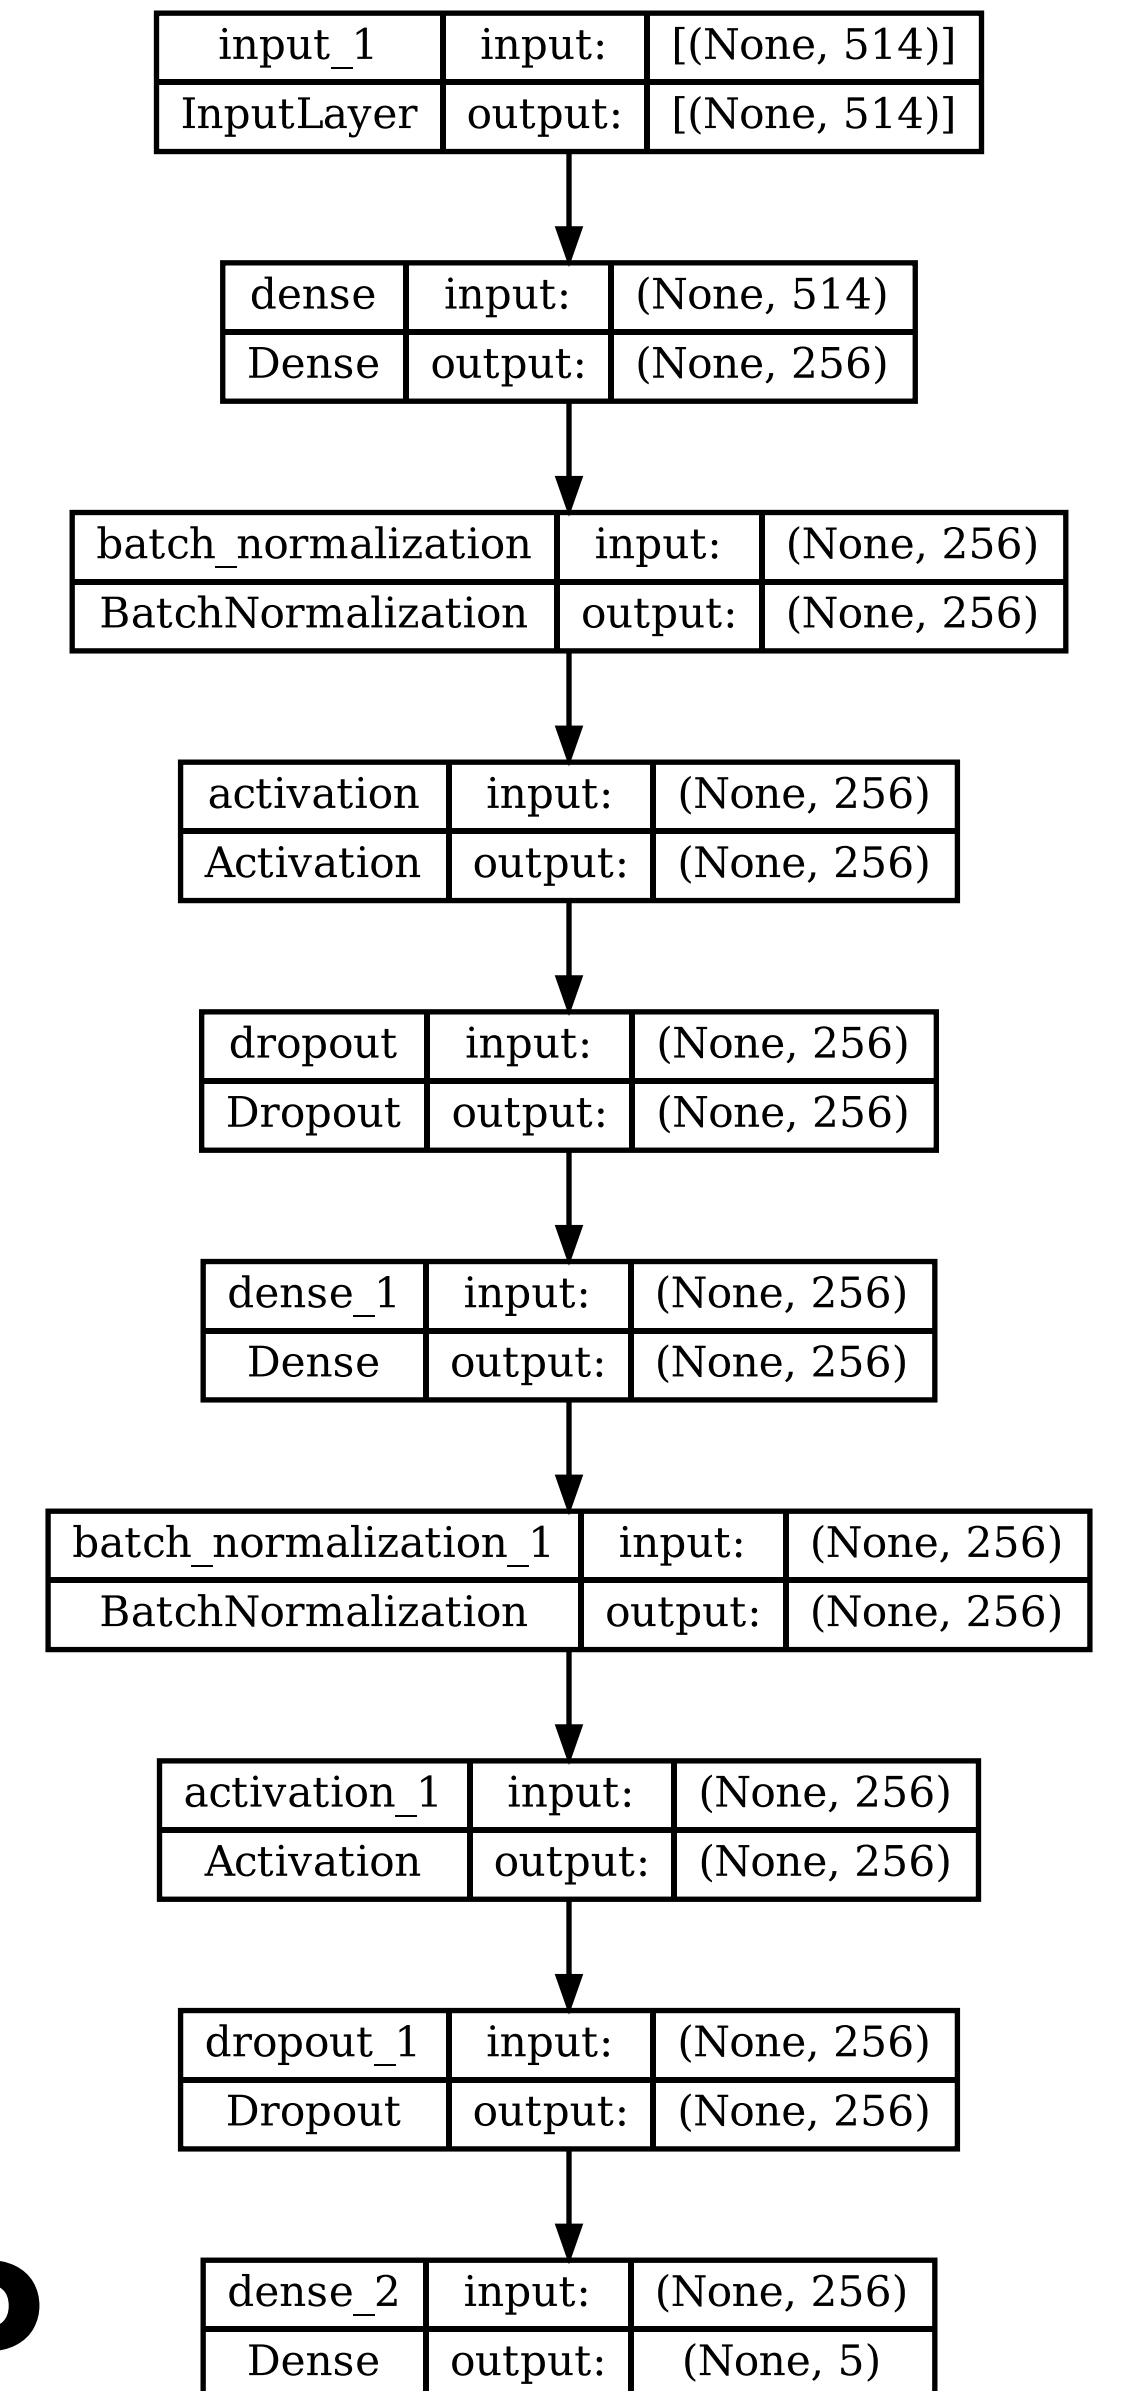 input_1 input: [(None, 514)]
InputLayer output: [(None, 514)]
dense input: (None, 514)
Dense output: (None, 256)
batch_normalization input: (None, 256)
BatchNormalization output: (None, 256)
activation input: (None, 256)
Activation output: (None, 256)
dropout input: (None, 256)
Dropout output: (None, 256)
dense_1 input: (None, 256)
Dense output: (None, 256)
batch_normalization_1 input: (None, 256)
BatchNormalization output: (None, 256)
activation_1 input: (None, 256)
Activation output: (None, 256)
dropout_1 input: (None, 256)
Dropout output: (None, 256)
dense_2 input: (None, 256)
Dense output: (None, 5)